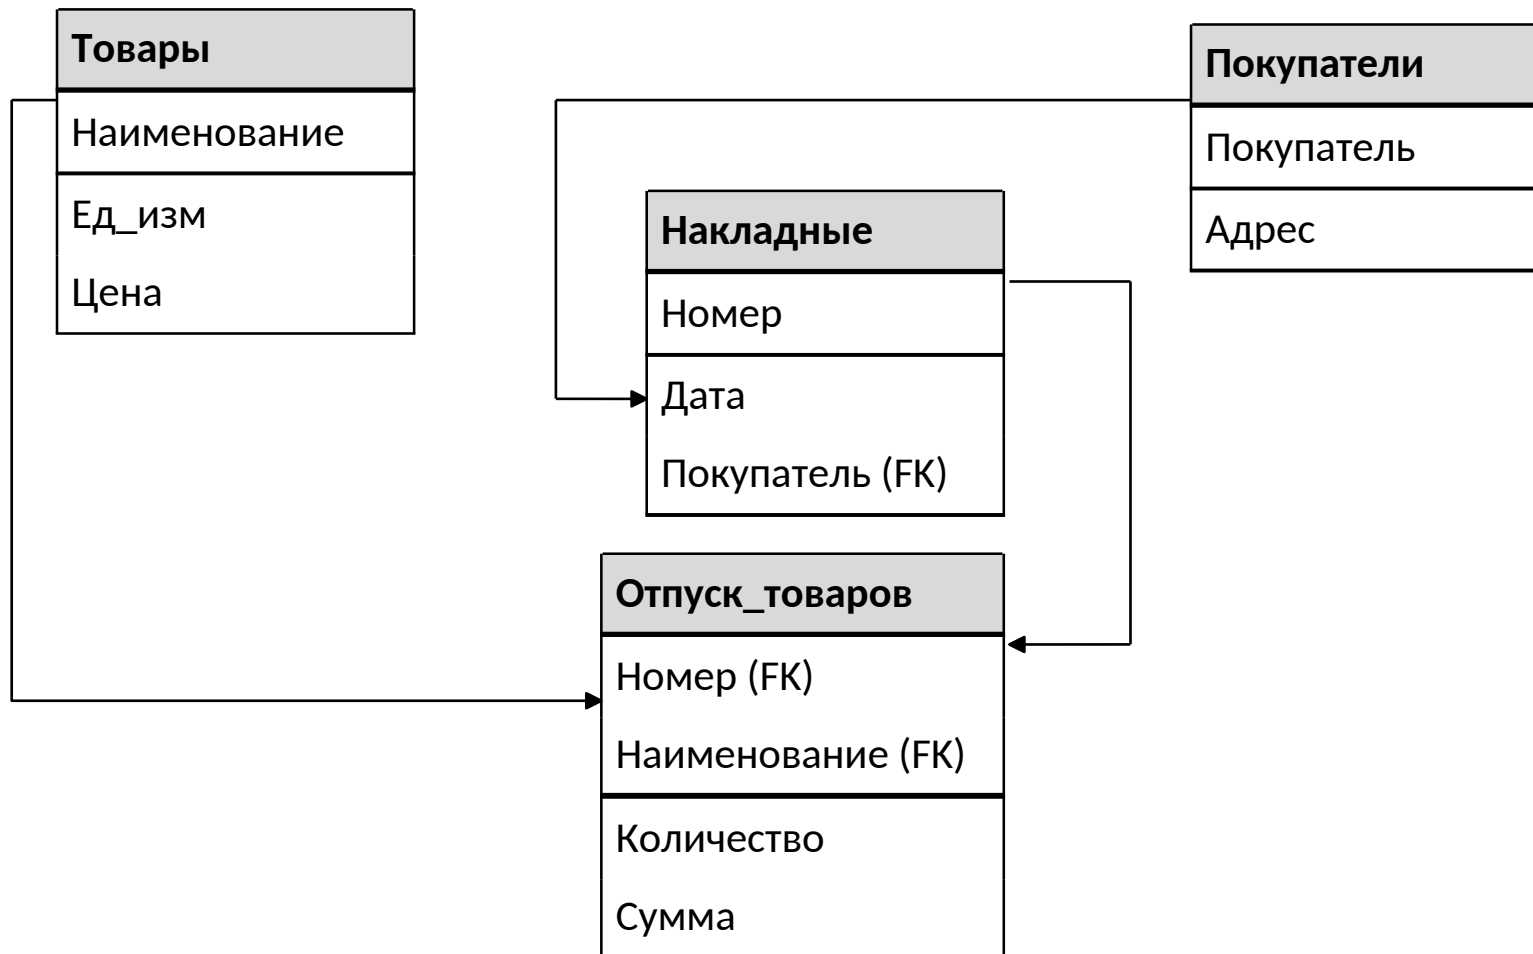 Товары
Наименование
Ед_изм
Цена
Покупатели
Покупатель
Адрес
Накладные
Номер
Дата
Покупатель (FK)
Отпуск_товаров
Номер (FK)
Наименование (FK)
Количество
Сумма